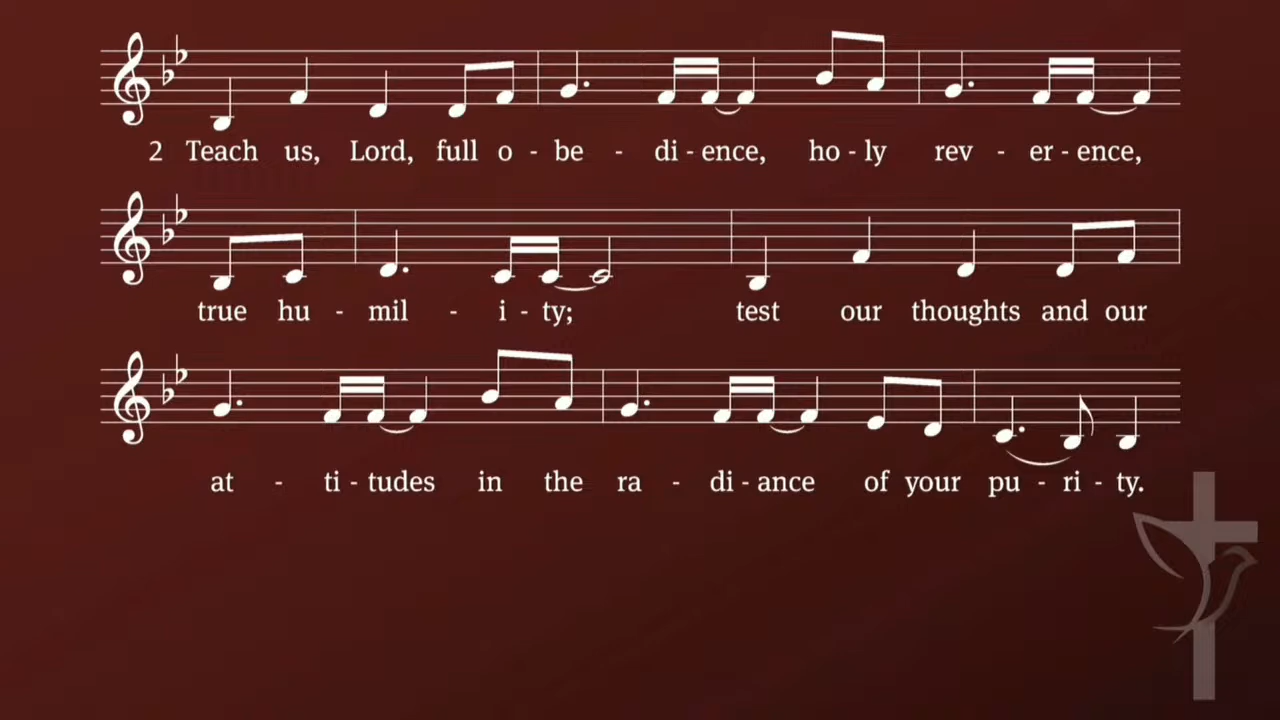 2 Teach us, Lord, full o - be - di - ence, ho - ly rev - er - ence,
true hu - mil - i - ty; test our thoughts and our
at - ti - tudes in the ra - di - ance of your pu - ri - ty.